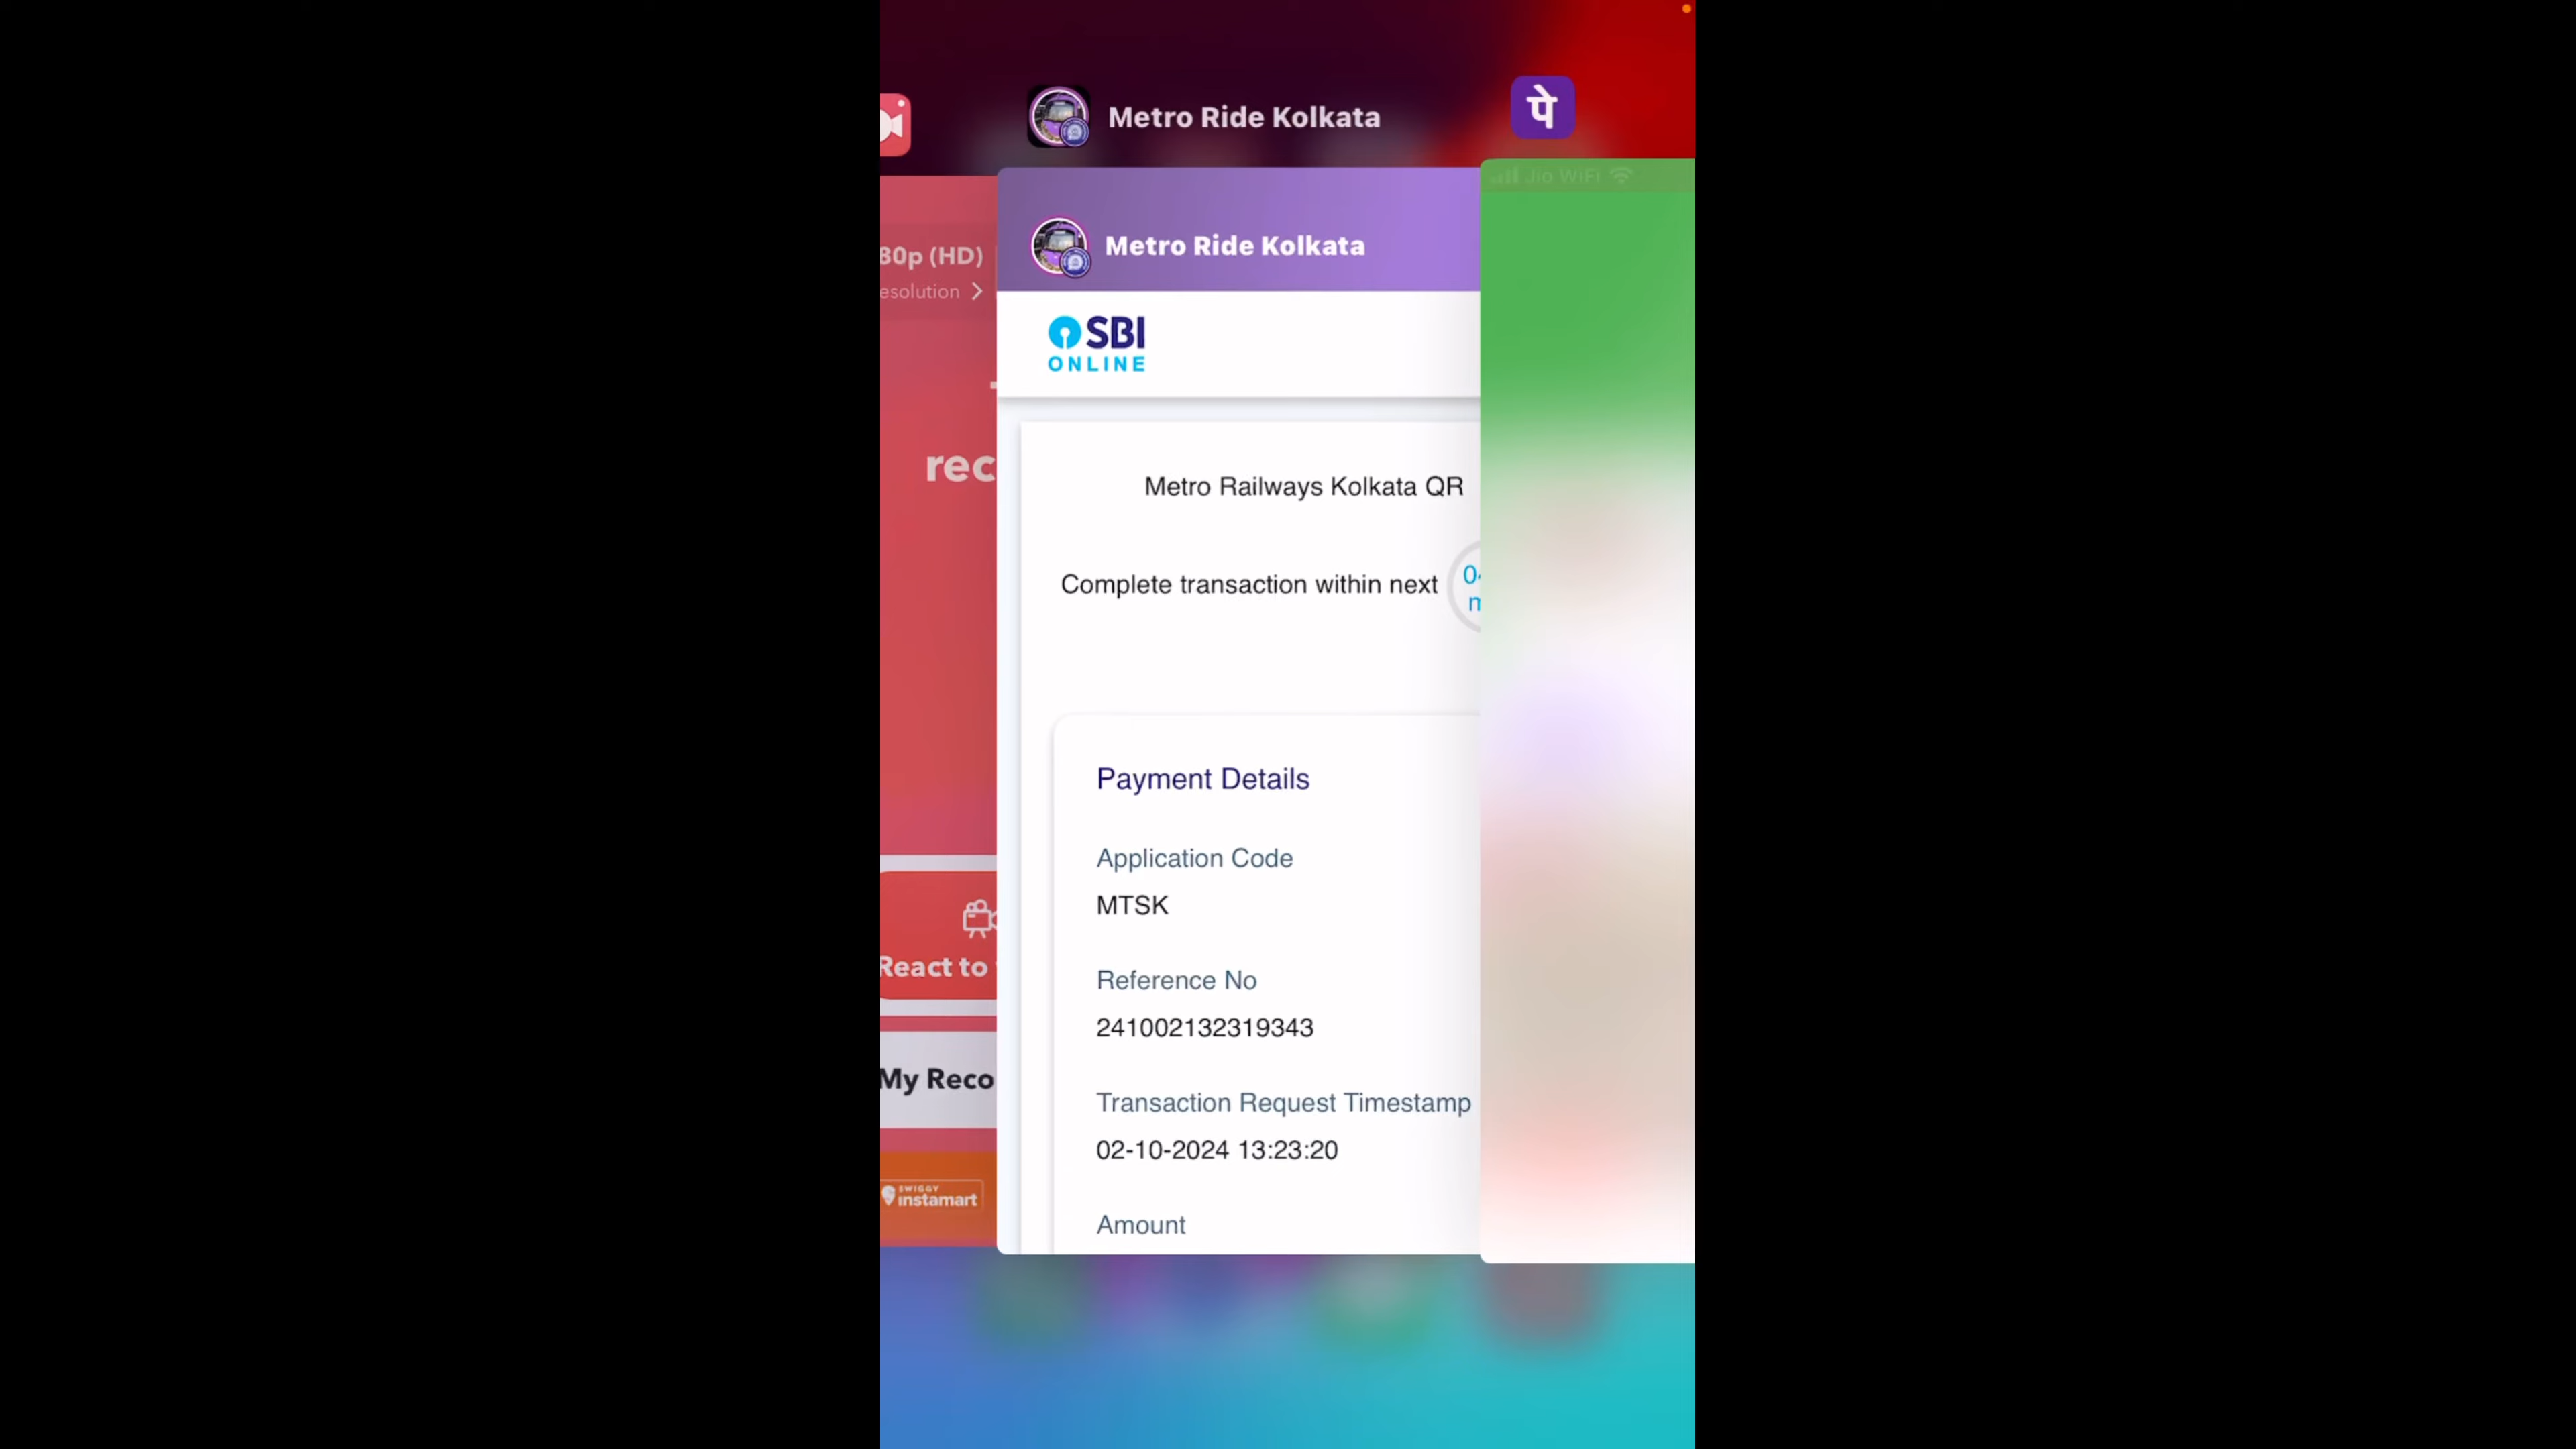 Metro Ride Kolkata
पे
Jio WiFi
80p (HD)
esolution
rec
React to
My Reco
SWIGGY
instamart
Metro Ride Kolkata
SBI
ONLINE
Metro Railways Kolkata QR
Complete transaction within next
Payment Details
Application Code
MTSK
Reference No
241002132319343
Transaction Request Timestamp
02-10-2024 13:23:20
Amount